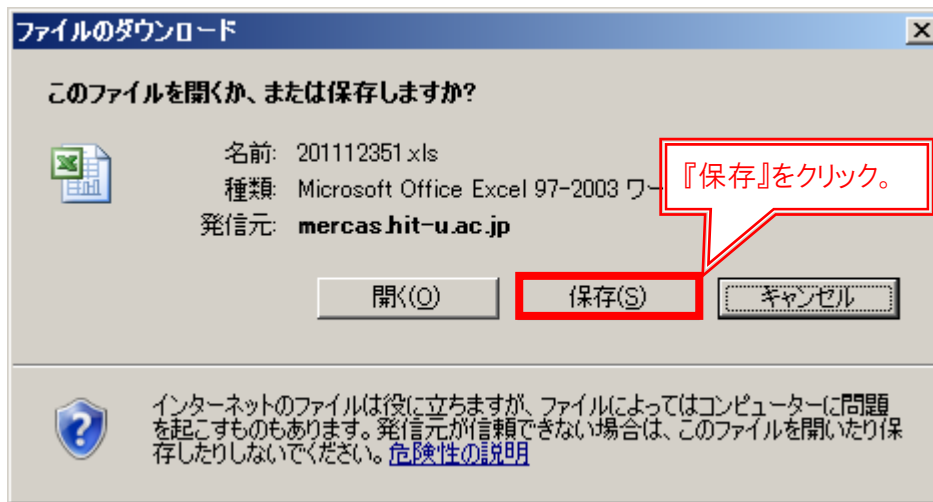 ファイルのダウンロード
このファイルを開くか、または保存しますか?
名前: 201112351.xls
種類: Microsoft Office Excel 97-2003 ワー
発信元: mercas.hit-u.ac.jp
『保存』をクリック。
開く(O) 保存(S) キャンセル
インターネットのファイルは役に立ちますが、ファイルによってはコンピューターに問題
を起こすものもあります。発信元が信頼できない場合は、このファイルを開いたり保
存したりしないでください。危険性の説明